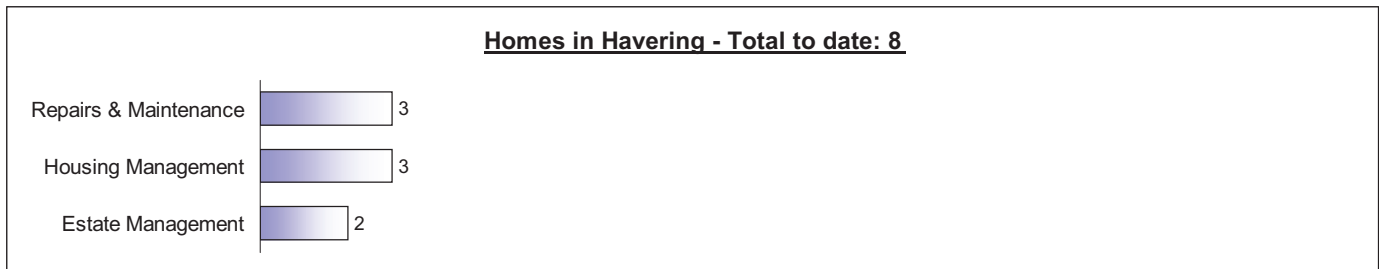 Homes in Havering - Total to date: 8
Repairs & Maintenance 3
Housing Management 3
Estate Management 2